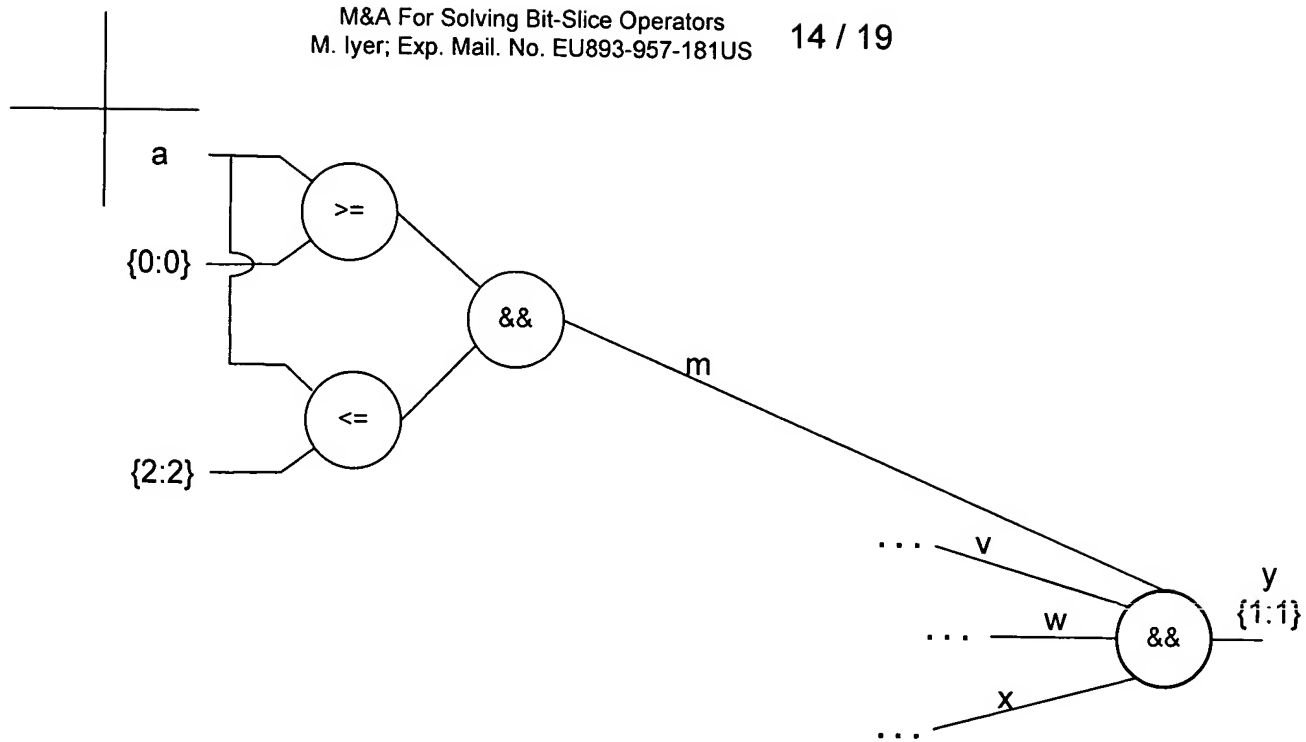 M&A For Solving Bit-Slice Operators
M. Iyer; Exp. Mail. No. EU893-957-181US
14 / 19
a
>=
{0:0}
&&
m
<=
{2:2}
... v
y
{1:1}
... w
&&
x
...